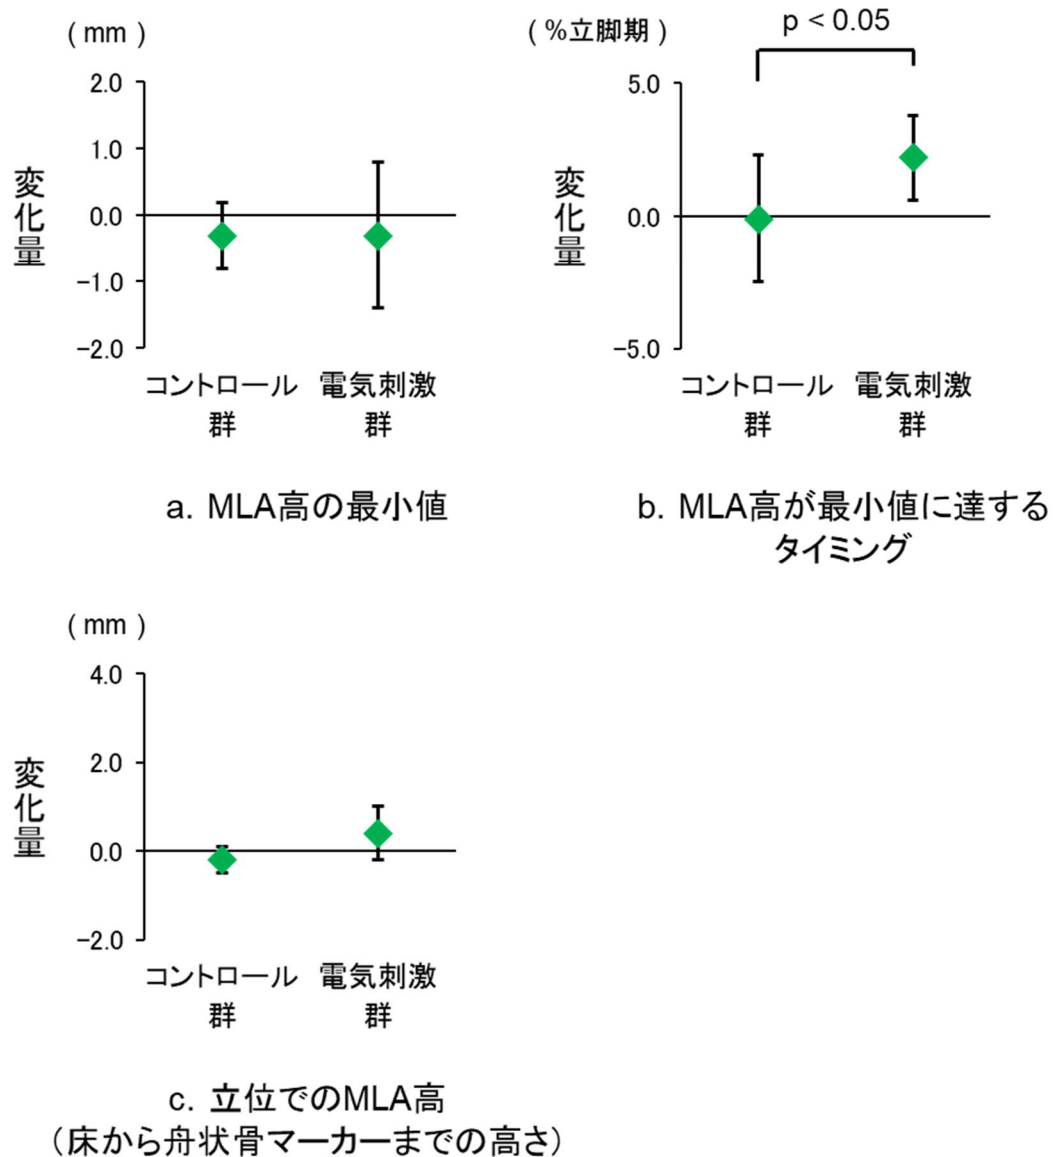 ( mm )
2.0
1.0
0.0
−1.0
−2.0
変化量
コントロール群
電気刺激群
a. MLA高の最小値
( %立脚期 )
p < 0.05
5.0
0.0
−5.0
変化量
コントロール群
電気刺激群
b. MLA高が最小値に達する
タイミング
( mm )
4.0
2.0
0.0
−2.0
変化量
コントロール群
電気刺激群
c. 立位でのMLA高
（床から舟状骨マーカーまでの高さ）